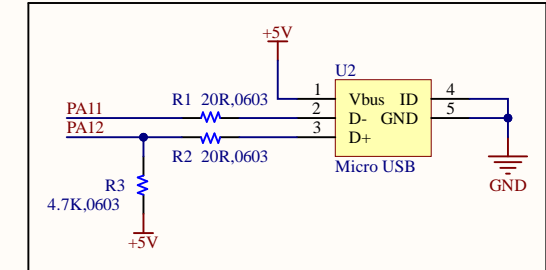 +5V
U2
R1 20R,0603
1 Vbus ID 4
PA11
2 D- GND 5
PA12
3 D+
R2 20R,0603
Micro USB
R3
4.7K,0603
GND
+5V